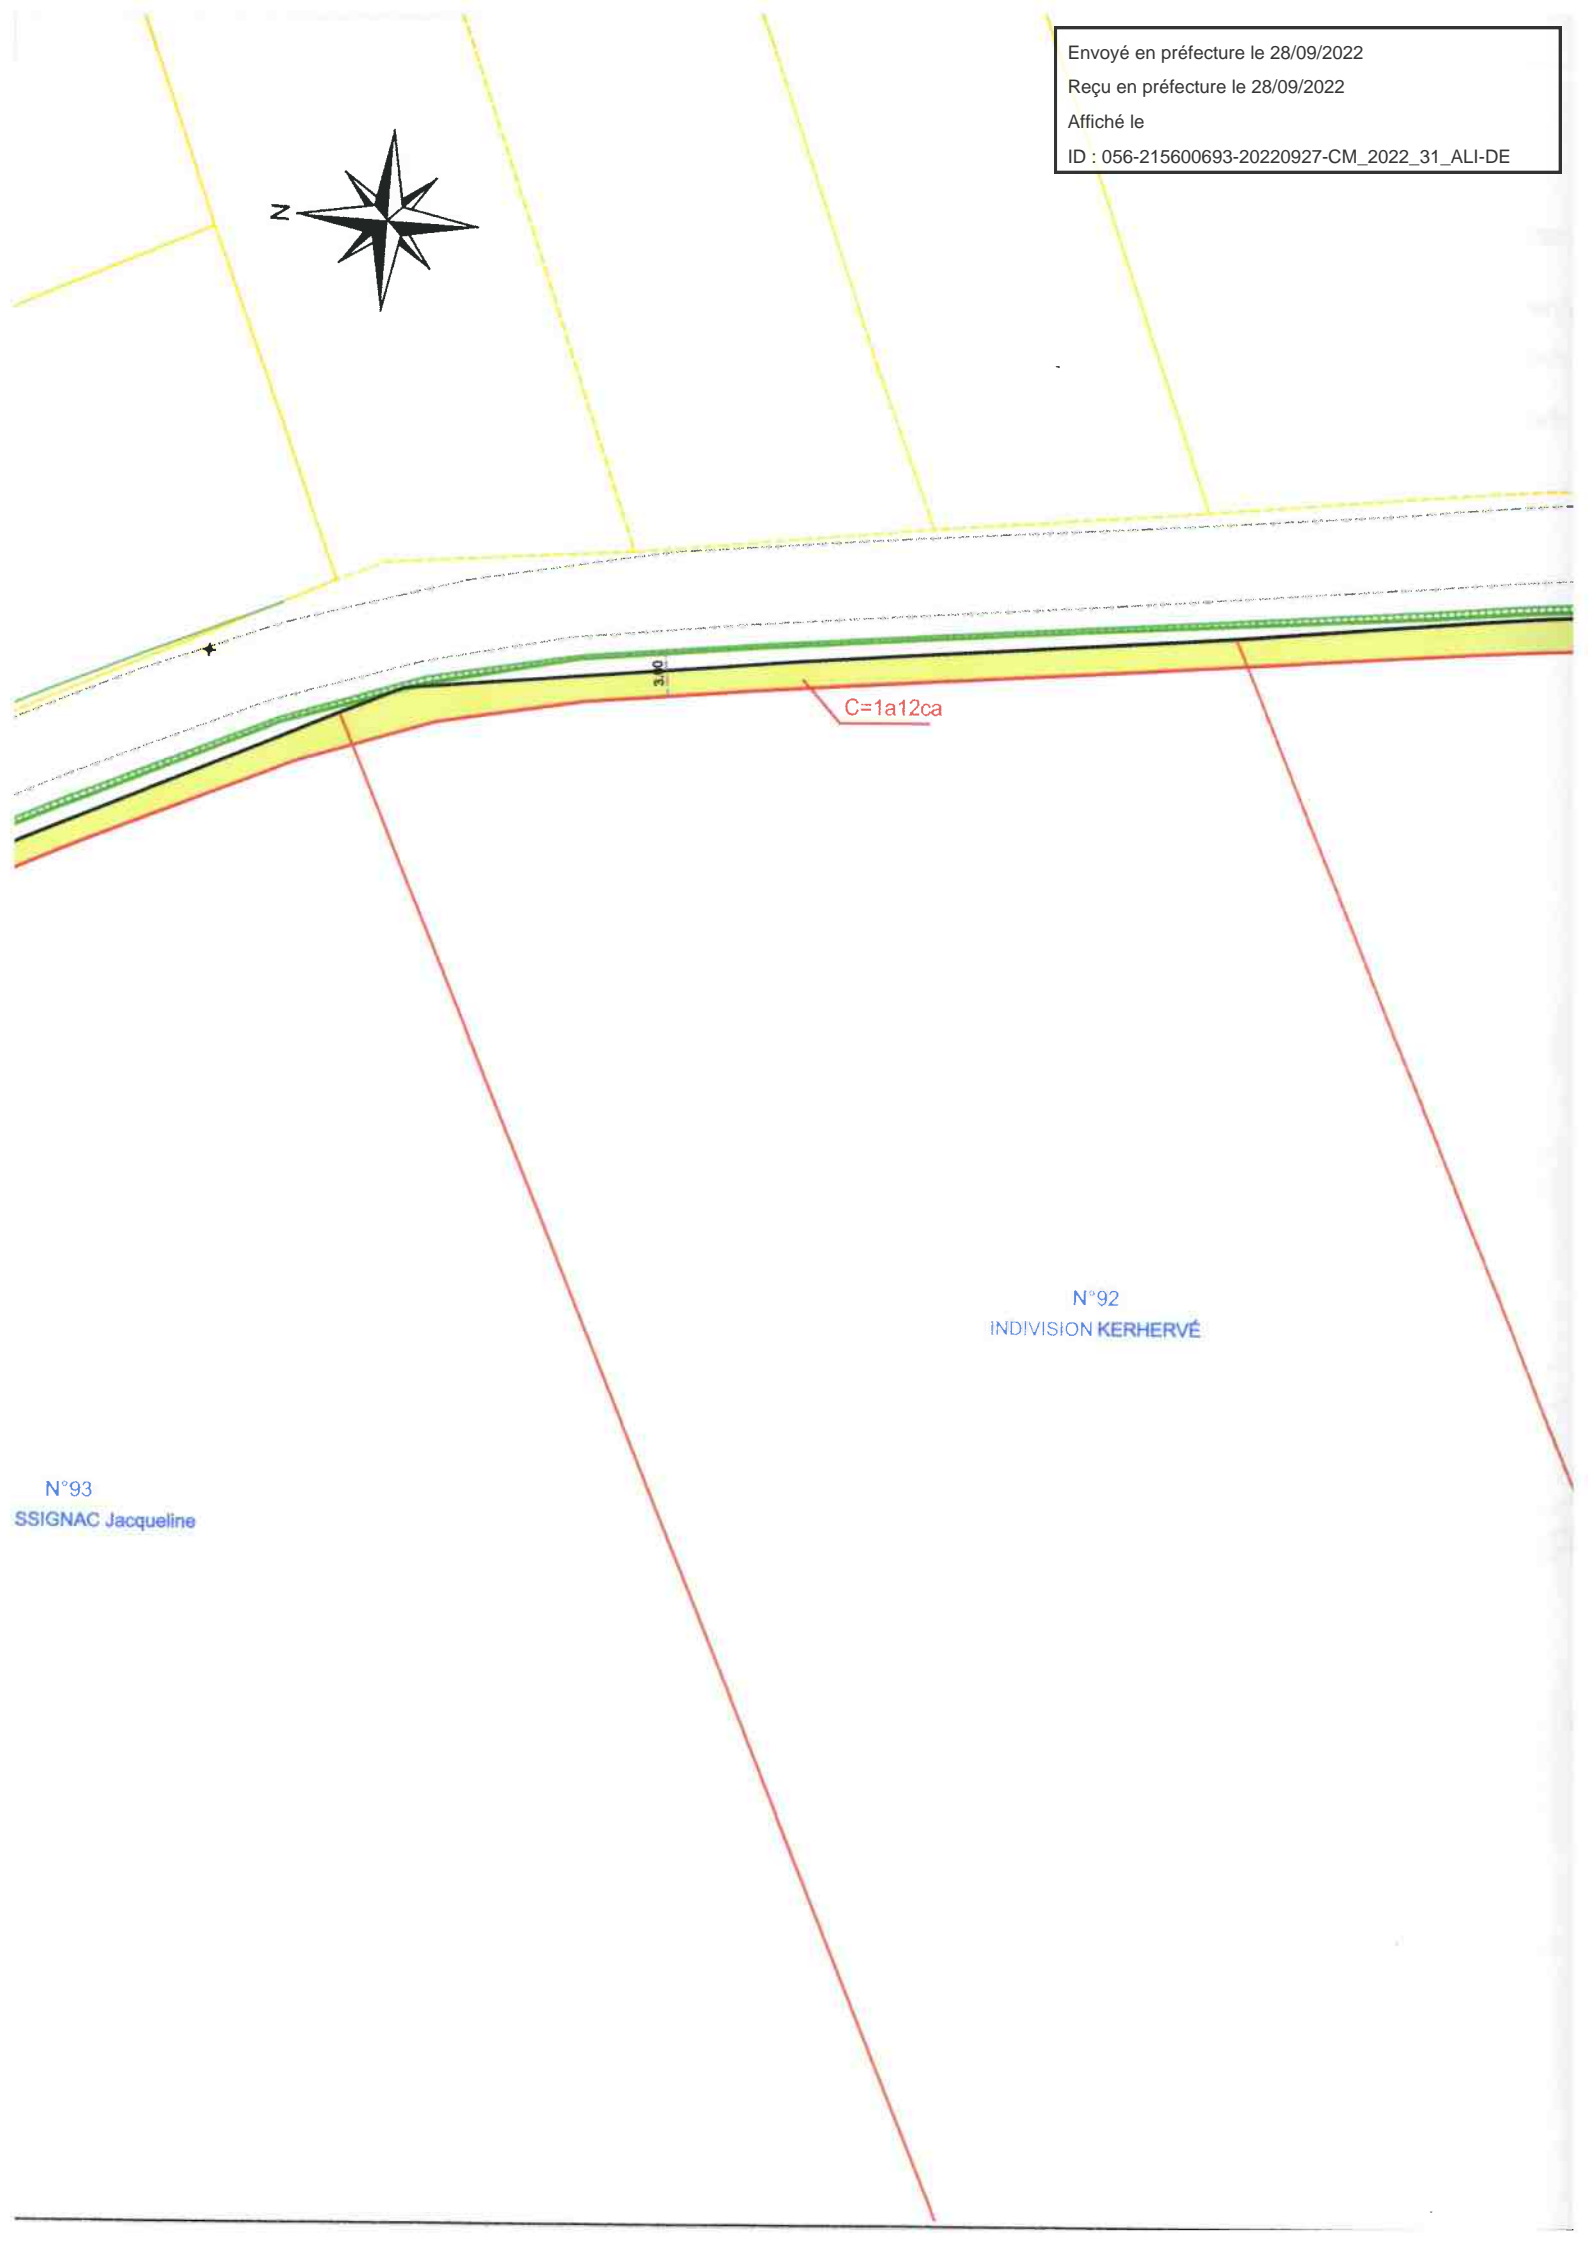 Envoyé en préfecture le 28/09/2022
Reçu en préfecture le 28/09/2022
Affiché le
ID : 056-215600693-20220927-CM_2022_31_ALI-DE
N
3.00
C=1a12ca
N°92
INDIVISION KERHERVÉ
N°93
SSIGNAC Jacqueline